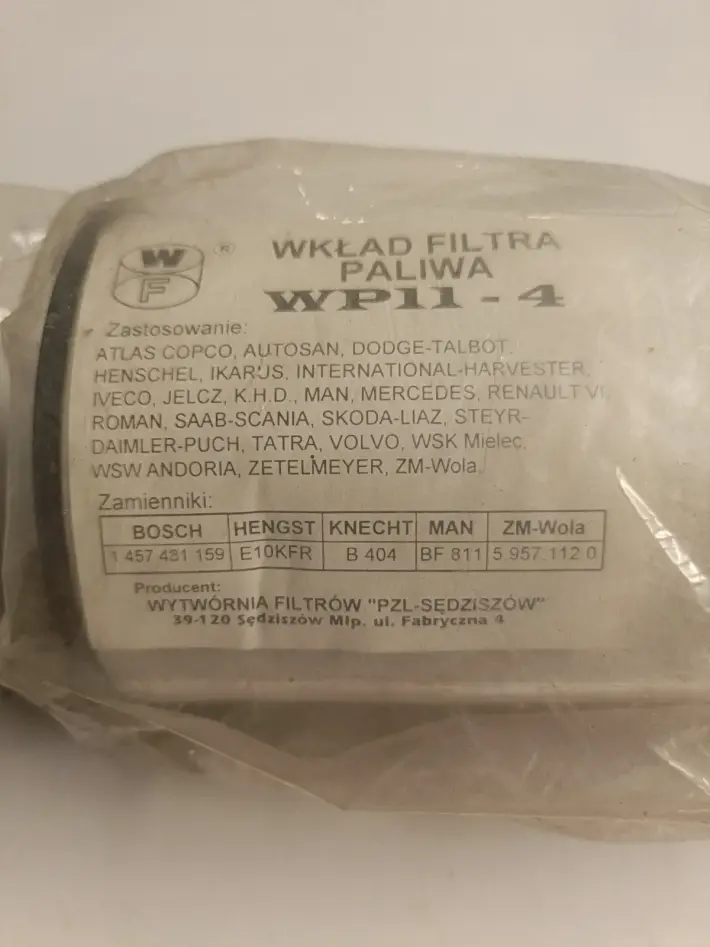 W
F
®
WKŁAD FILTRA
PALIWA
WP11-4
Zastosowanie:
ATLAS COPCO, AUTOSAN, DODGE-TALBOT,
HENSCHEL, IKARUS, INTERNATIONAL-HARVESTER,
IVECO, JELCZ, K.H.D., MAN, MERCEDES, RENAULT VI,
ROMAN, SAAB-SCANIA, SKODA-LIAZ, STEYR-
DAIMLER-PUCH, TATRA, VOLVO, WSK Mielec,
WSW ANDORIA, ZETELMEYER, ZM-Wola.
Zamienniki:
BOSCH HENGST KNECHT MAN ZM-Wola
1 457 431 159 E10KFR B 404 BF 811 5 957 112 0
Producent:
WYTWÓRNIA FILTRÓW "PZL-SĘDZISZÓW"
39-120 Sędziszów Młp. ul. Fabryczna 4